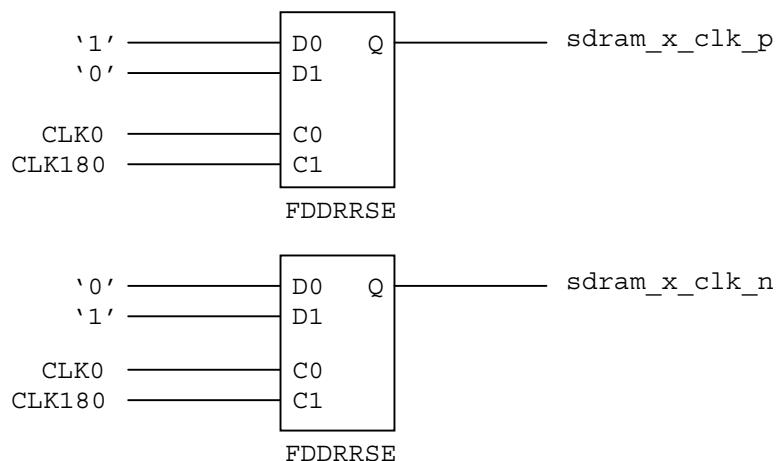 ‘1’ D0 Q sdram_x_clk_p
‘0’ D1
CLK0 C0
CLK180 C1
FDDRRSE
‘0’ D0 Q sdram_x_clk_n
‘1’ D1
CLK0 C0
CLK180 C1
FDDRRSE